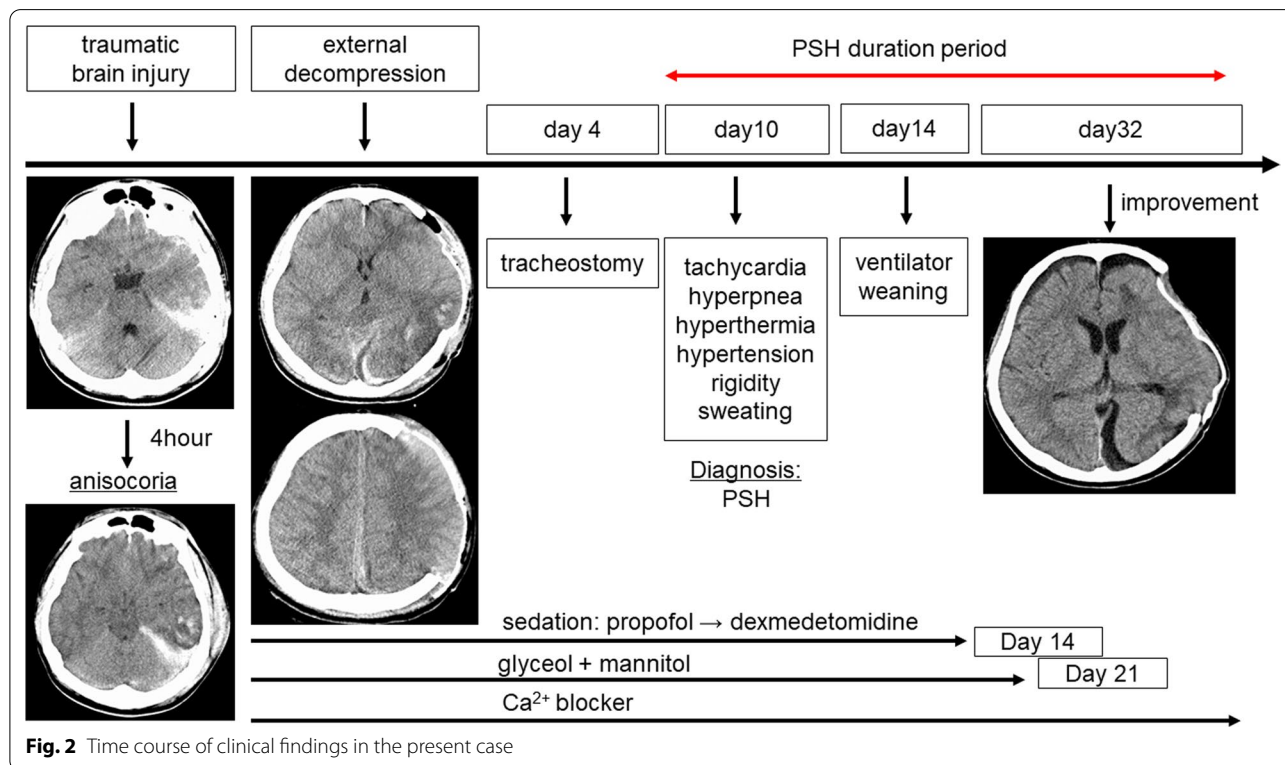 traumatic
brain injury
external
decompression
PSH duration period
day 4
day10
day14
day32
improvement
tracheostomy
tachycardia
hyperpnea
hyperthermia
hypertension
rigidity
sweating
ventilator
weaning
4hour
anisocoria
Diagnosis:
PSH
sedation: propofol → dexmedetomidine
Day 14
glyceol + mannitol
Day 21
Ca²⁺ blocker
Fig. 2 Time course of clinical findings in the present case